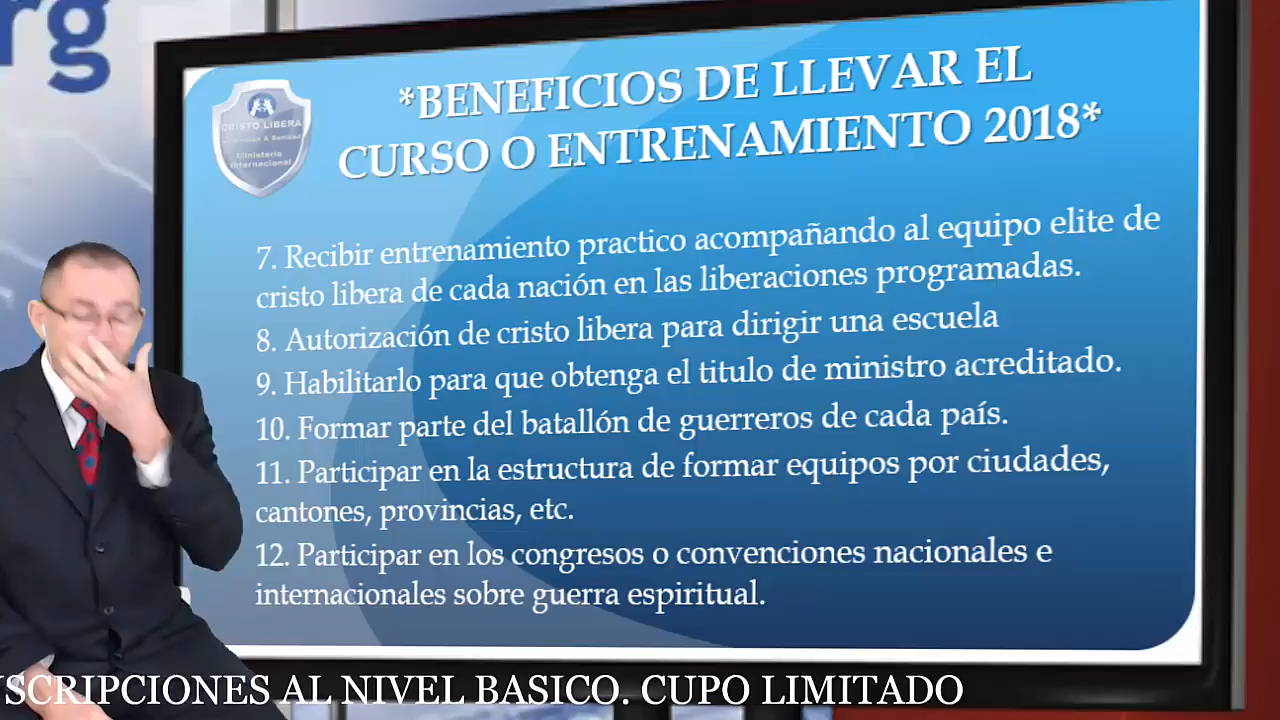 rg
*BENEFICIOS DE LLEVAR EL
CURSO O ENTRENAMIENTO 2018*
CRISTO LIBERA
Ministerio
Internacional
7. Recibir entrenamiento practico acompañando al equipo elite de
cristo libera de cada nación en las liberaciones programadas.
8. Autorización de cristo libera para dirigir una escuela
9. Habilitarlo para que obtenga el titulo de ministro acreditado.
10. Formar parte del batallón de guerreros de cada país.
11. Participar en la estructura de formar equipos por ciudades,
cantones, provincias, etc.
12. Participar en los congresos o convenciones nacionales e
internacionales sobre guerra espiritual.
SCRIPCIONES AL NIVEL BASICO. CUPO LIMITADO